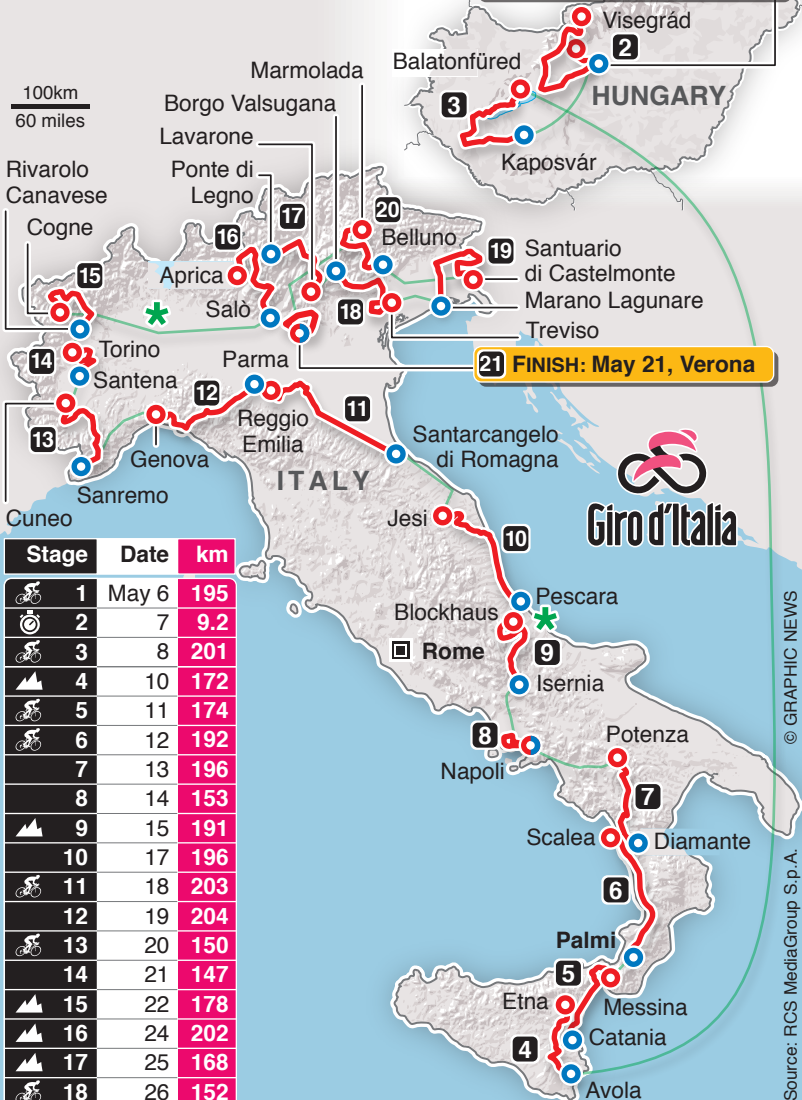 Visegrád
2
Balatonfüred
HUNGARY
3
Kaposvár
100km
60 miles
Marmolada
Borgo Valsugana
Lavarone
Ponte di
Legno
Rivarolo
Canavese
Cogne
17
20
16
Belluno
19
Santuario
di Castelmonte
15
Aprica
*
Salò
18
Marano Lagunare
Treviso
14
Torino
Santena
Parma
21 FINISH: May 21, Verona
12
11
13
Reggio
Emilia
Genova
Santarcangelo
di Romagna
Sanremo
ITALY
Cuneo
Giro d'Italia
Jesi
10
Pescara
*
Blockhaus
Rome
9
Isernia
8
Napoli
Potenza
7
Scalea
Diamante
6
Palmi
5
Etna
Messina
4
Catania
Avola
Stage Date km
1 May 6 195
2 7 9.2
3 8 201
4 10 172
5 11 174
6 12 192
7 13 196
8 14 153
9 15 191
10 17 196
11 18 203
12 19 204
13 20 150
14 21 147
15 22 178
16 24 202
17 25 168
18 26 152
© GRAPHIC NEWS
Source: RCS MediaGroup S.p.A.